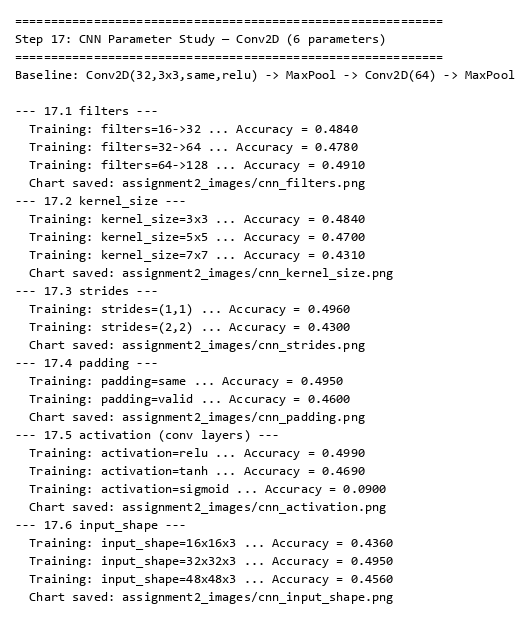 ============================================================
Step 17: CNN Parameter Study — Conv2D (6 parameters)
============================================================
Baseline: Conv2D(32,3x3,same,relu) -> MaxPool -> Conv2D(64) -> MaxPool
--- 17.1 filters ---
Training: filters=16->32 ... Accuracy = 0.4840
Training: filters=32->64 ... Accuracy = 0.4780
Training: filters=64->128 ... Accuracy = 0.4910
Chart saved: assignment2_images/cnn_filters.png
--- 17.2 kernel_size ---
Training: kernel_size=3x3 ... Accuracy = 0.4840
Training: kernel_size=5x5 ... Accuracy = 0.4700
Training: kernel_size=7x7 ... Accuracy = 0.4310
Chart saved: assignment2_images/cnn_kernel_size.png
--- 17.3 strides ---
Training: strides=(1,1) ... Accuracy = 0.4960
Training: strides=(2,2) ... Accuracy = 0.4300
Chart saved: assignment2_images/cnn_strides.png
--- 17.4 padding ---
Training: padding=same ... Accuracy = 0.4950
Training: padding=valid ... Accuracy = 0.4600
Chart saved: assignment2_images/cnn_padding.png
--- 17.5 activation (conv layers) ---
Training: activation=relu ... Accuracy = 0.4990
Training: activation=tanh ... Accuracy = 0.4690
Training: activation=sigmoid ... Accuracy = 0.0900
Chart saved: assignment2_images/cnn_activation.png
--- 17.6 input_shape ---
Training: input_shape=16x16x3 ... Accuracy = 0.4360
Training: input_shape=32x32x3 ... Accuracy = 0.4950
Training: input_shape=48x48x3 ... Accuracy = 0.4560
Chart saved: assignment2_images/cnn_input_shape.png